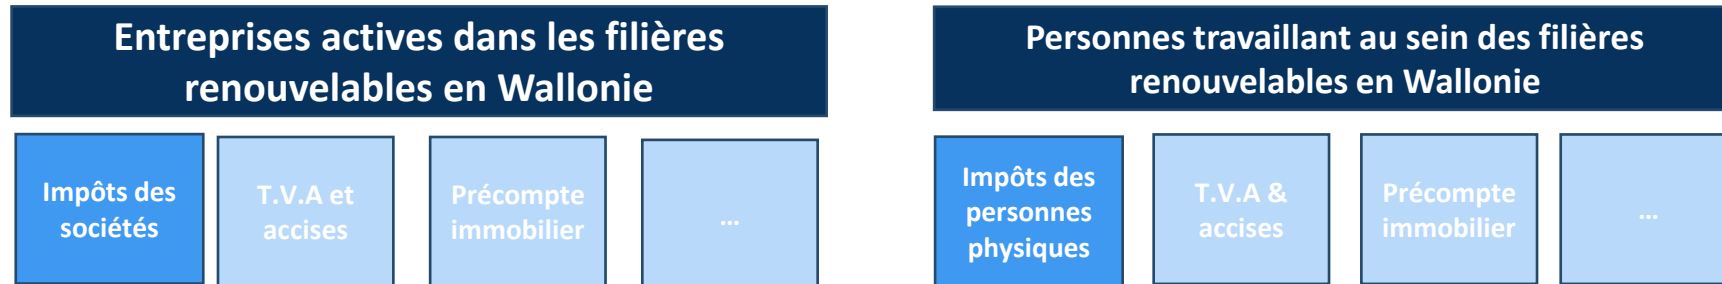 Entreprises actives dans les filières
renouvelables en Wallonie
Impôts des
sociétés
T.V.A et
accises
Précompte
immobilier
...
Personnes travaillant au sein des filières
renouvelables en Wallonie
Impôts des
personnes
physiques
T.V.A &
accises
Précompte
immobilier
...